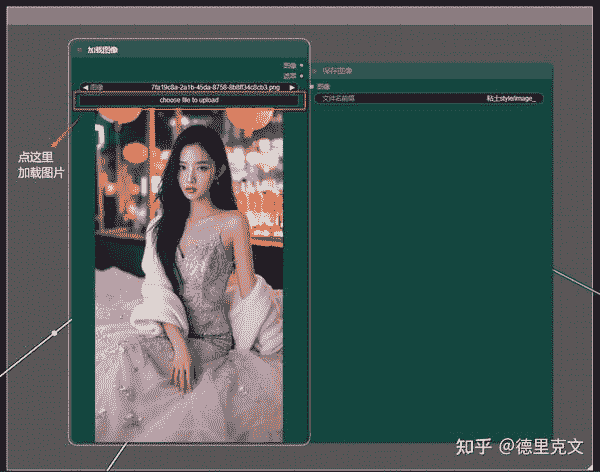 加载图像
图像
遮罩
图像
7fa19c8a-2a1b-45da-8758-8b8ff34c8cb3.png
choose file to upload
点这里
加载图片
保存图像
图像
文件名前缀
粘土style/image_
知乎 @德里克文